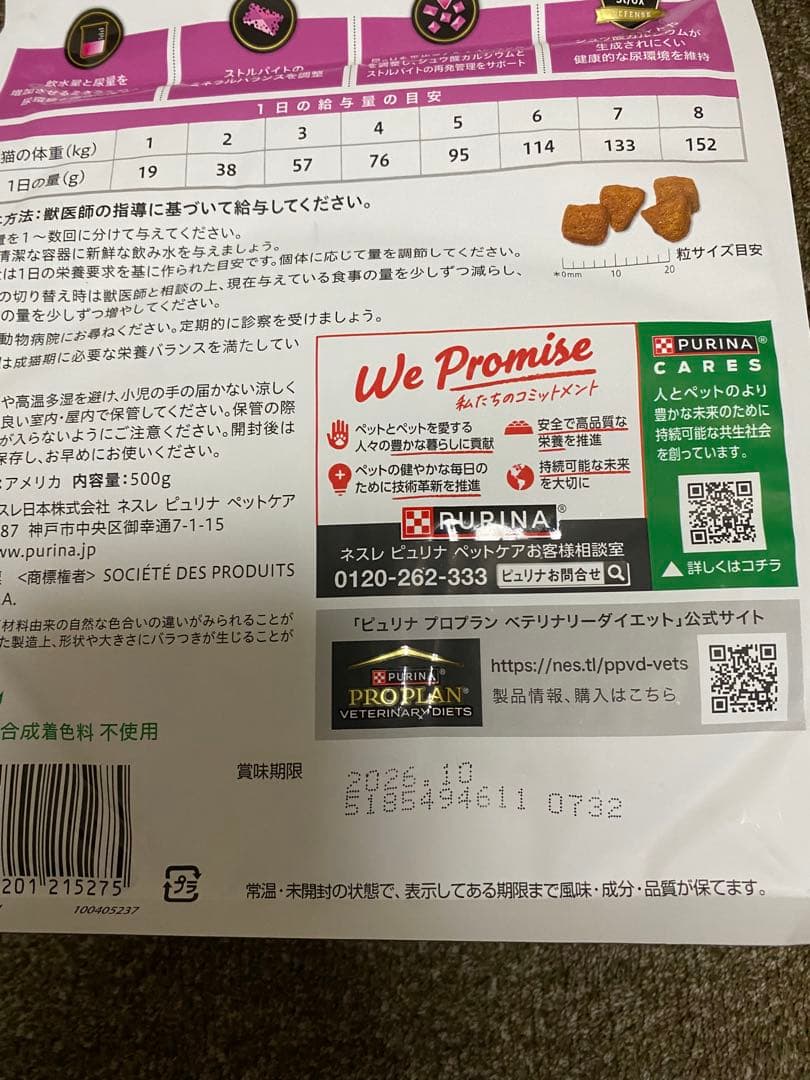 St/Ox
DEFENSE
飲水量と尿量を
増加させる
ストルバイトの
ミネラルバランスを調整
を調整し、シュウ酸カルシウムと
ストルバイトの再発管理をサポート
シュウ酸カルシウムが
生成されにくい
健康的な尿環境を維持
1日の給与量の目安
猫の体重(kg) 1 2 3 4 5 6 7 8
1日の量(g) 19 38 57 76 95 114 133 152
方法:獣医師の指導に基づいて給与してください。
量を1〜数回に分けて与えてください。
清潔な容器に新鮮な飲み水を与えましょう。
は1日の栄養要求を基に作られた目安です。個体に応じて量を調節してください。
の切り替え時は獣医師と相談の上、現在与えている食事の量を少しずつ減らし、
の量を少しずつ増やしてください。
動物病院にお尋ねください。定期的に診察を受けましょう。
は成猫期に必要な栄養バランスを満たしてい
粒サイズ目安
*0mm 10 20
や高温多湿を避け、小児の手の届かない涼しく
良い室内・屋内で保管してください。保管の際
が入らないようにご注意ください。開封後は
保存し、お早めにお使いください。
アメリカ 内容量:500g
スレ日本株式会社 ネスレ ピュリナ ペットケア
87 神戸市中央区御幸通7-1-15
ww.purina.jp
<商標権者> SOCIÉTÉ DES PRODUITS
A.
材料由来の自然な色合いの違いがみられることが
た製造上、形状や大きさにバラつきが生じることが
合成着色料 不使用
We Promise
私たちのコミットメント
ペットとペットを愛する
人々の豊かな暮らしに貢献
安全で高品質な
栄養を推進
ペットの健やかな毎日の
ために技術革新を推進
持続可能な未来
を大切に
PURINA®
ネスレ ピュリナ ペットケアお客様相談室
0120-262-333 ピュリナお問合せ
PURINA®
CARES
人とペットのより
豊かな未来のために
持続可能な共生社会
を創っています。
▲詳しくはコチラ
「ピュリナ プロプラン ベテリナリーダイエット」公式サイト
PURINA®
PRO PLAN®
VETERINARY DIETS
https://nes.tl/ppvd-vets
製品情報、購入はこちら
賞味期限
2026.10
5185494611 0732
201 215275
プラ
100405237
常温・未開封の状態で、表示してある期限まで風味・成分・品質が保てます。